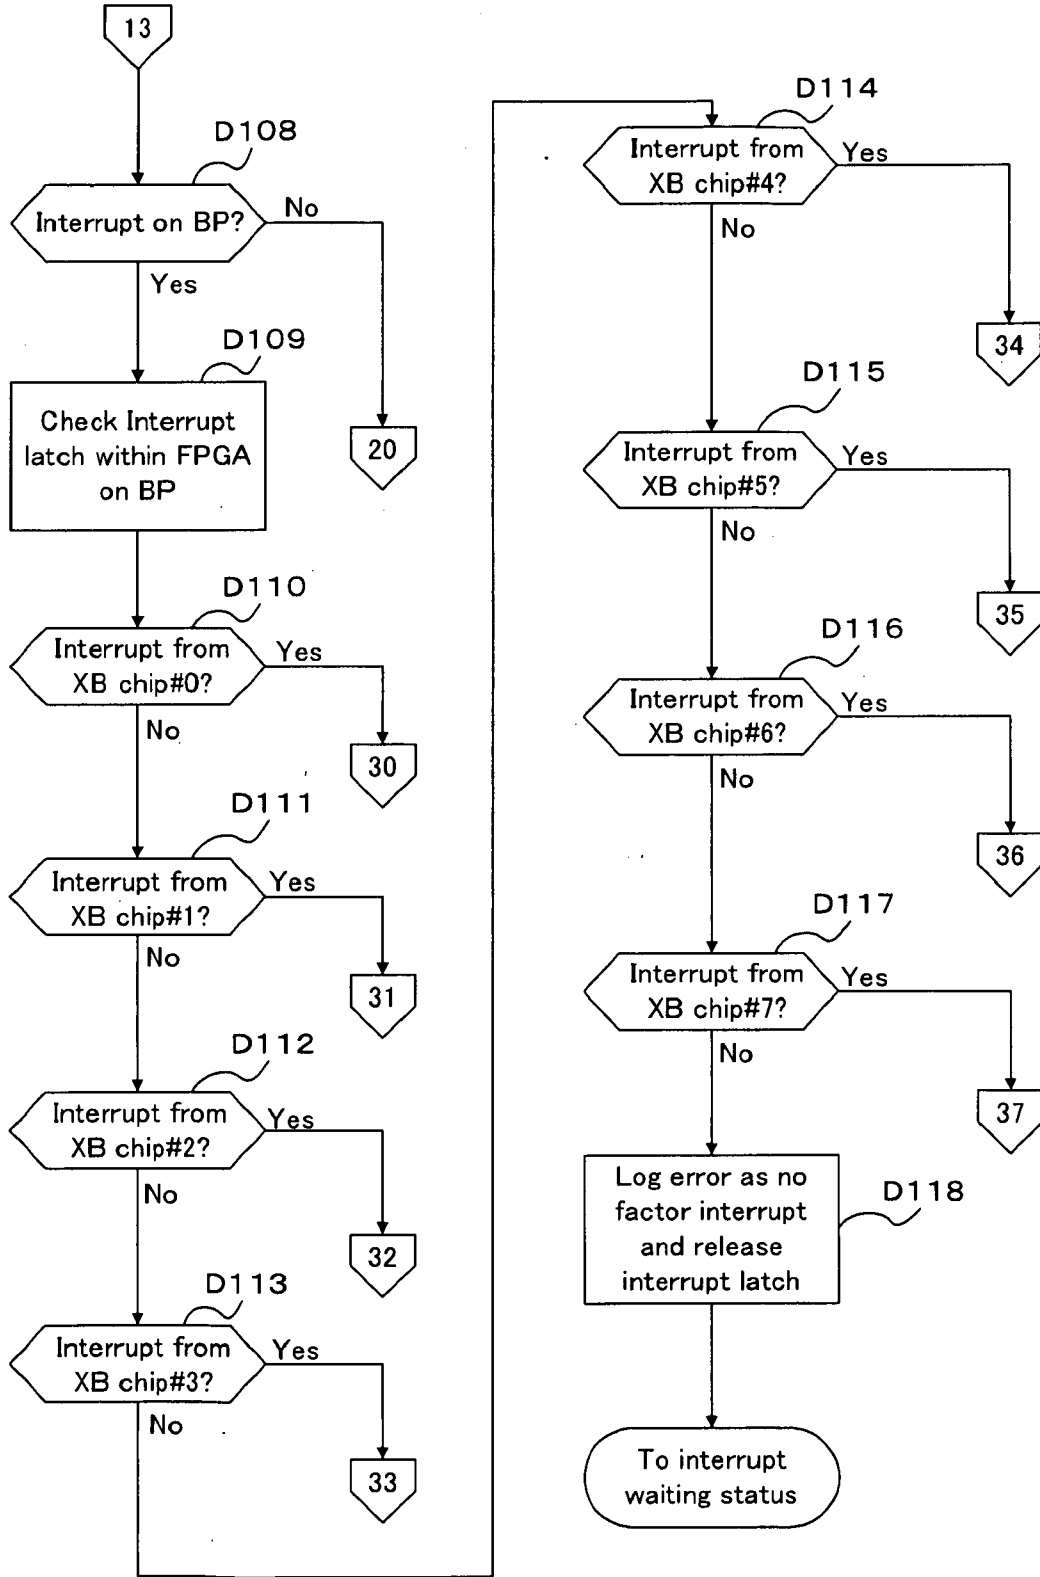 13
D108
Interrupt on BP?
No
Yes
D109
Check Interrupt
latch within FPGA
on BP
20
D110
Interrupt from
XB chip#0?
Yes
No
30
D111
Interrupt from
XB chip#1?
Yes
No
31
D112
Interrupt from
XB chip#2?
Yes
No
32
D113
Interrupt from
XB chip#3?
Yes
No
33
D114
Interrupt from
XB chip#4?
Yes
No
34
D115
Interrupt from
XB chip#5?
Yes
No
35
D116
Interrupt from
XB chip#6?
Yes
No
36
D117
Interrupt from
XB chip#7?
Yes
No
37
Log error as no
factor interrupt
and release
interrupt latch
D118
To interrupt
waiting status